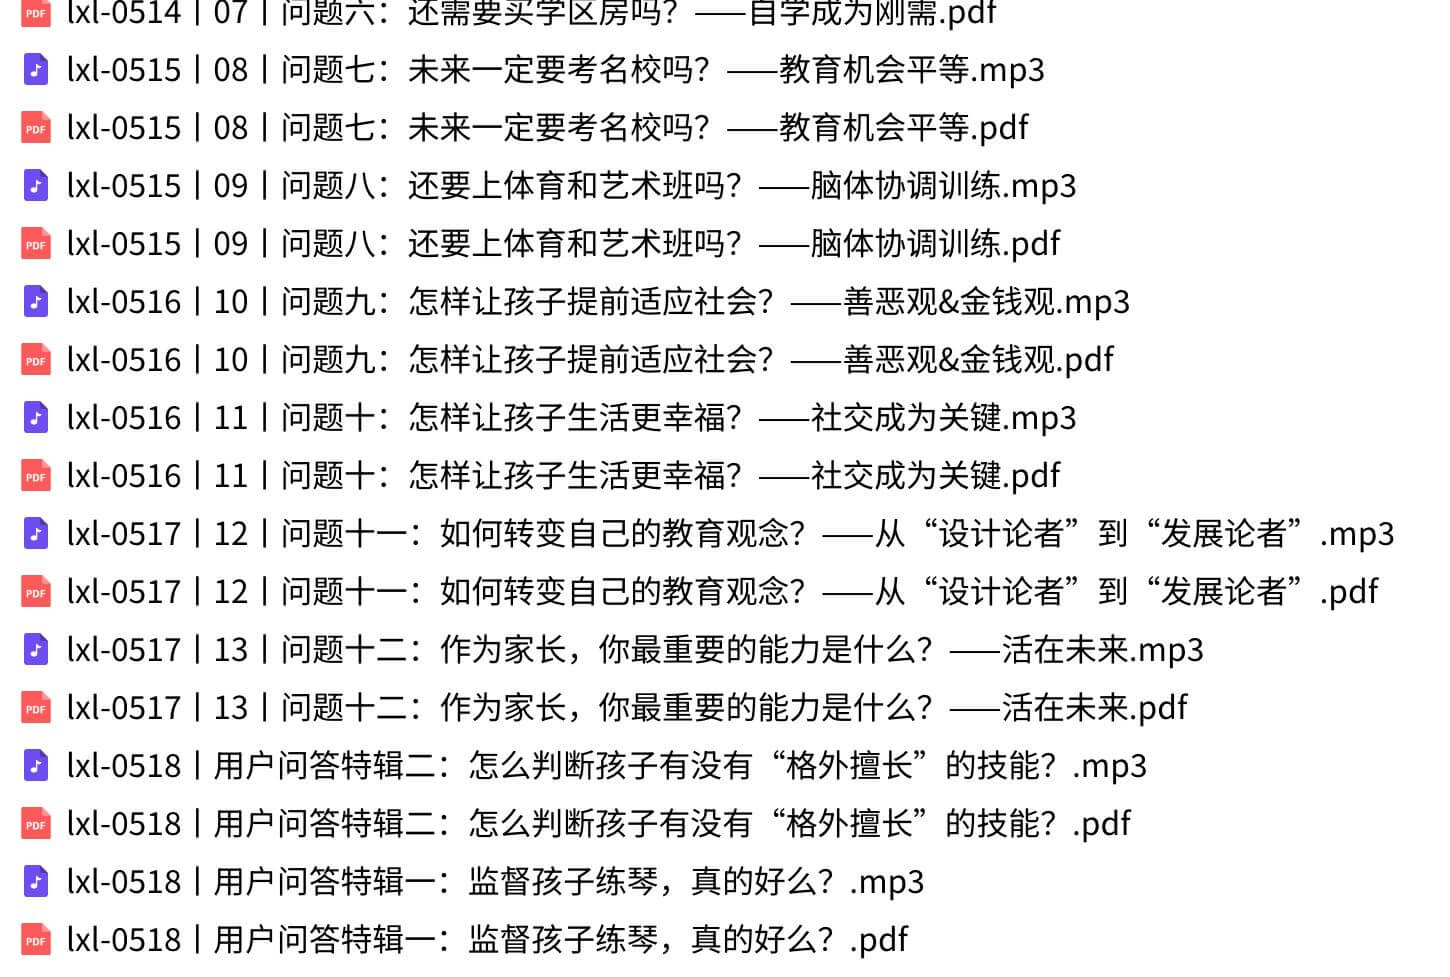 lxl-0514丨07丨问题六：还需要买学区房吗？——自学成为刚需.pdf
lxl-0515丨08丨问题七：未来一定要考名校吗？——教育机会平等.mp3
PDF lxl-0515丨08丨问题七：未来一定要考名校吗？——教育机会平等.pdf
lxl-0515丨09丨问题八：还要上体育和艺术班吗？——脑体协调训练.mp3
PDF lxl-0515丨09丨问题八：还要上体育和艺术班吗？——脑体协调训练.pdf
lxl-0516丨10丨问题九：怎样让孩子提前适应社会？——善恶观&金钱观.mp3
PDF lxl-0516丨10丨问题九：怎样让孩子提前适应社会？——善恶观&金钱观.pdf
lxl-0516丨11丨问题十：怎样让孩子生活更幸福？——社交成为关键.mp3
PDF lxl-0516丨11丨问题十：怎样让孩子生活更幸福？——社交成为关键.pdf
lxl-0517丨12丨问题十一：如何转变自己的教育观念？——从“设计论者”到“发展论者”.mp3
PDF lxl-0517丨12丨问题十一：如何转变自己的教育观念？——从“设计论者”到“发展论者”.pdf
lxl-0517丨13丨问题十二：作为家长，你最重要的能力是什么？——活在未来.mp3
PDF lxl-0517丨13丨问题十二：作为家长，你最重要的能力是什么？——活在未来.pdf
lxl-0518丨用户问答特辑二：怎么判断孩子有没有“格外擅长”的技能？.mp3
PDF lxl-0518丨用户问答特辑二：怎么判断孩子有没有“格外擅长”的技能？.pdf
lxl-0518丨用户问答特辑一：监督孩子练琴，真的好么？.mp3
PDF lxl-0518丨用户问答特辑一：监督孩子练琴，真的好么？.pdf